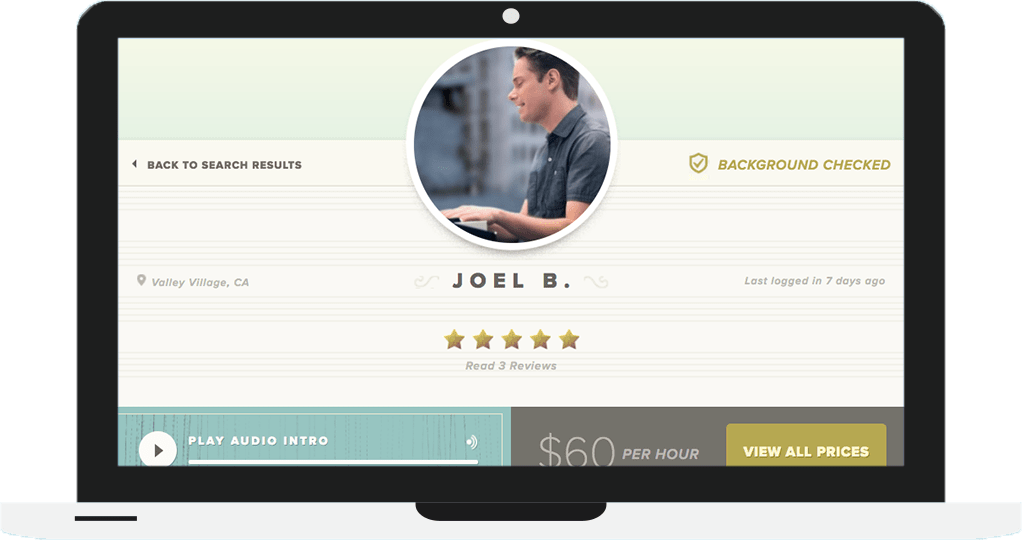 BACK TO SEARCH RESULTS
BACKGROUND CHECKED
Valley Village, CA
JOEL B.
Last logged in 7 days ago
Read 3 Reviews
PLAY AUDIO INTRO
$60 PER HOUR
VIEW ALL PRICES